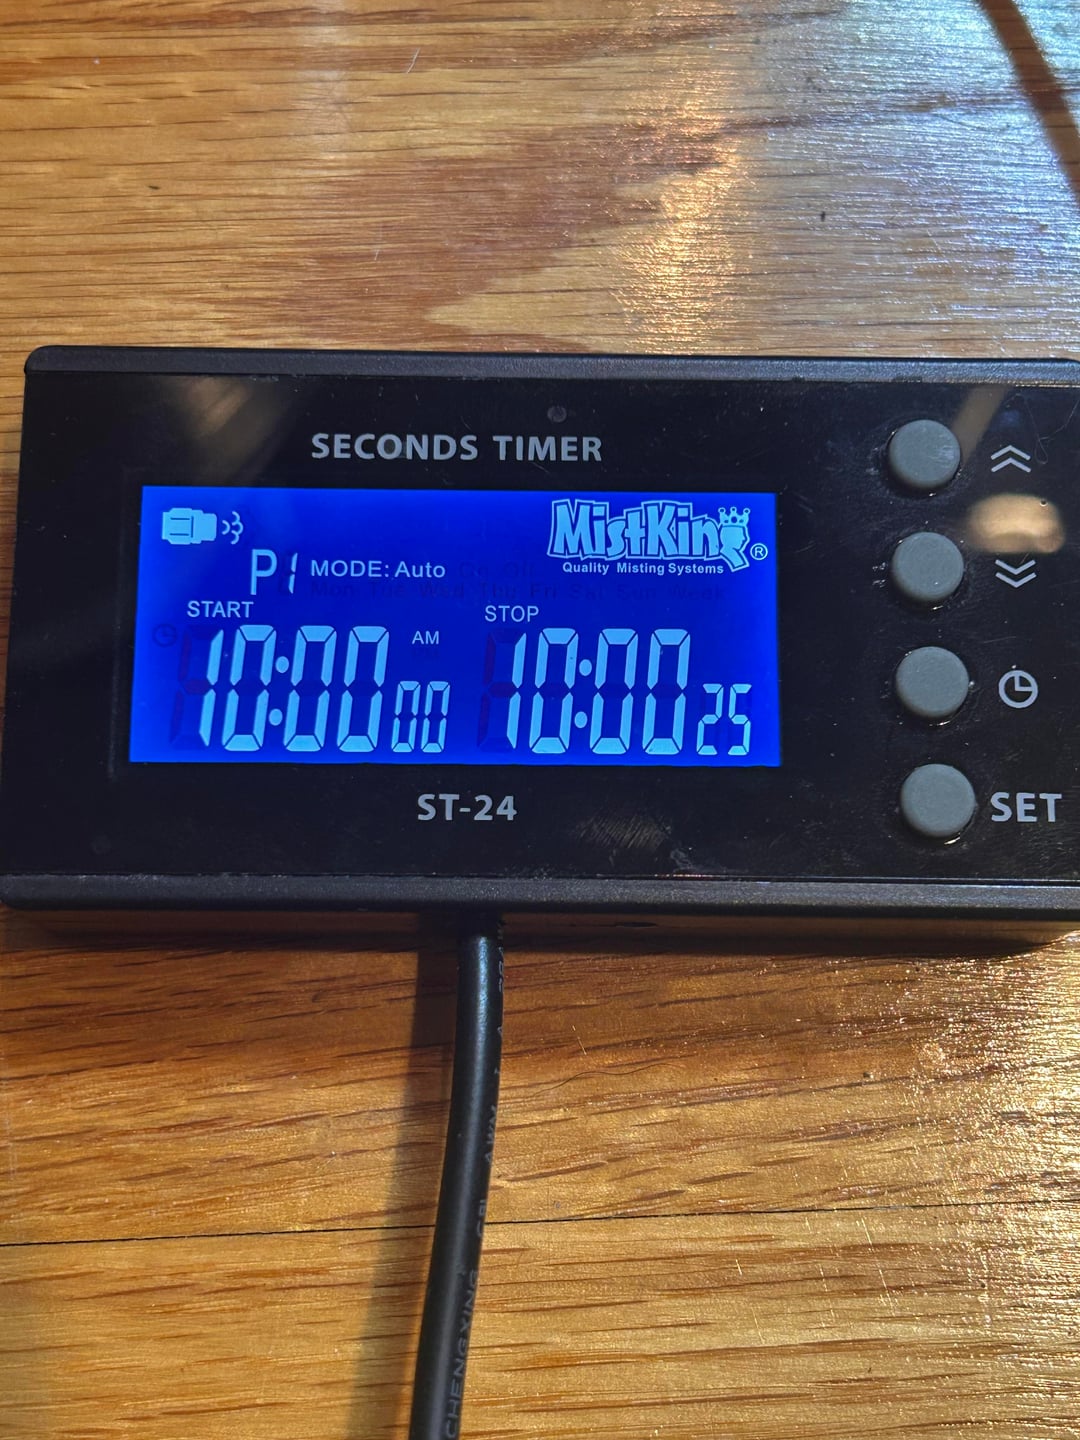 SECONDS TIMER
MistKing®
Quality Misting Systems
P1 MODE: Auto
START
STOP
10:00 00 AM
10:00 25
ST-24
SET
CHENGXING